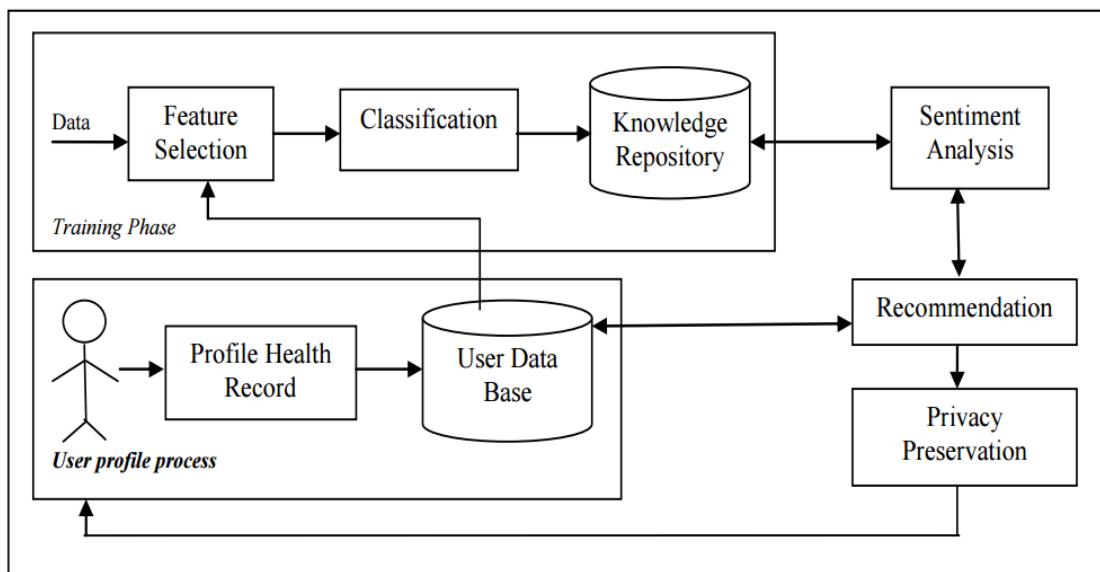 Data
Feature
Selection
Classification
Knowledge
Repository
Sentiment
Analysis
Training Phase
Profile Health
Record
User Data
Base
Recommendation
Privacy
Preservation
User profile process